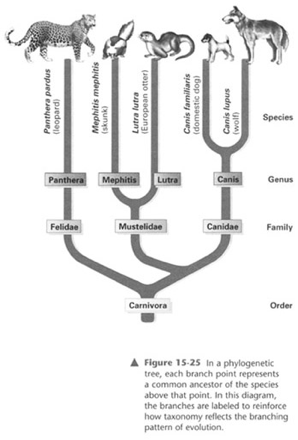 Panthera pardus
(leopard)
Mephitis mephitis
(skunk)
Lutra lutra
(European otter)
Canis familiaris
(domestic dog)
Canis lupus
(wolf)
Species
Panthera
Mephitis
Lutra
Canis
Genus
Felidae
Mustelidae
Canidae
Family
Carnivora
Order
▲ Figure 15-25 In a phylogenetic
tree, each branch point represents
a common ancestor of the species
above that point. In this diagram,
the branches are labeled to reinforce
how taxonomy reflects the branching
pattern of evolution.